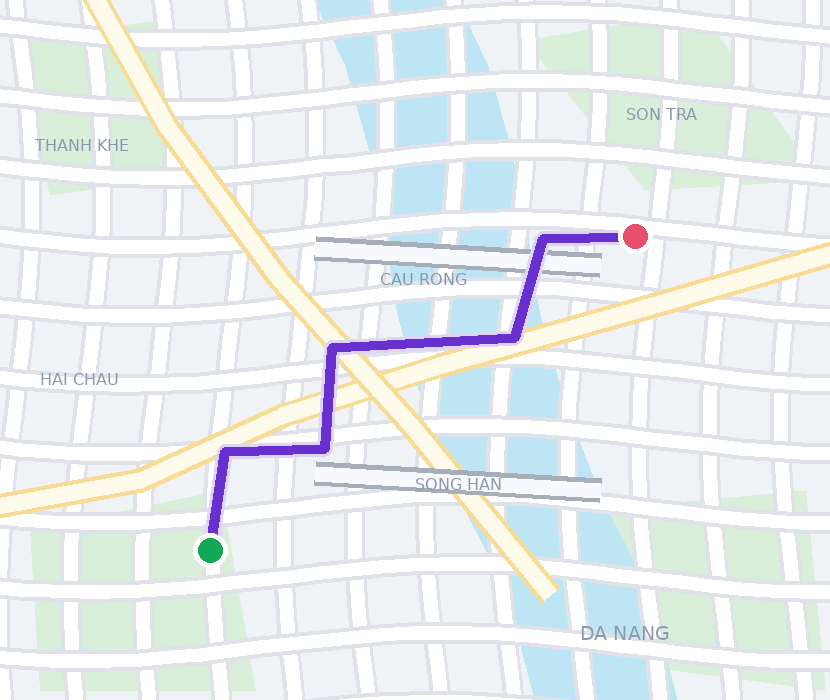 SON TRA
THANH KHE
CAU RONG
HAI CHAU
SONG HAN
DA NANG